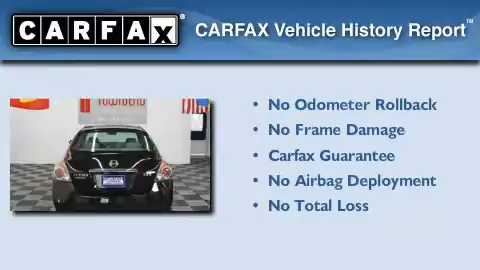 CARFAX® CARFAX Vehicle History Report™
Townsend
• No Odometer Rollback
• No Frame Damage
• Carfax Guarantee
• No Airbag Deployment
• No Total Loss